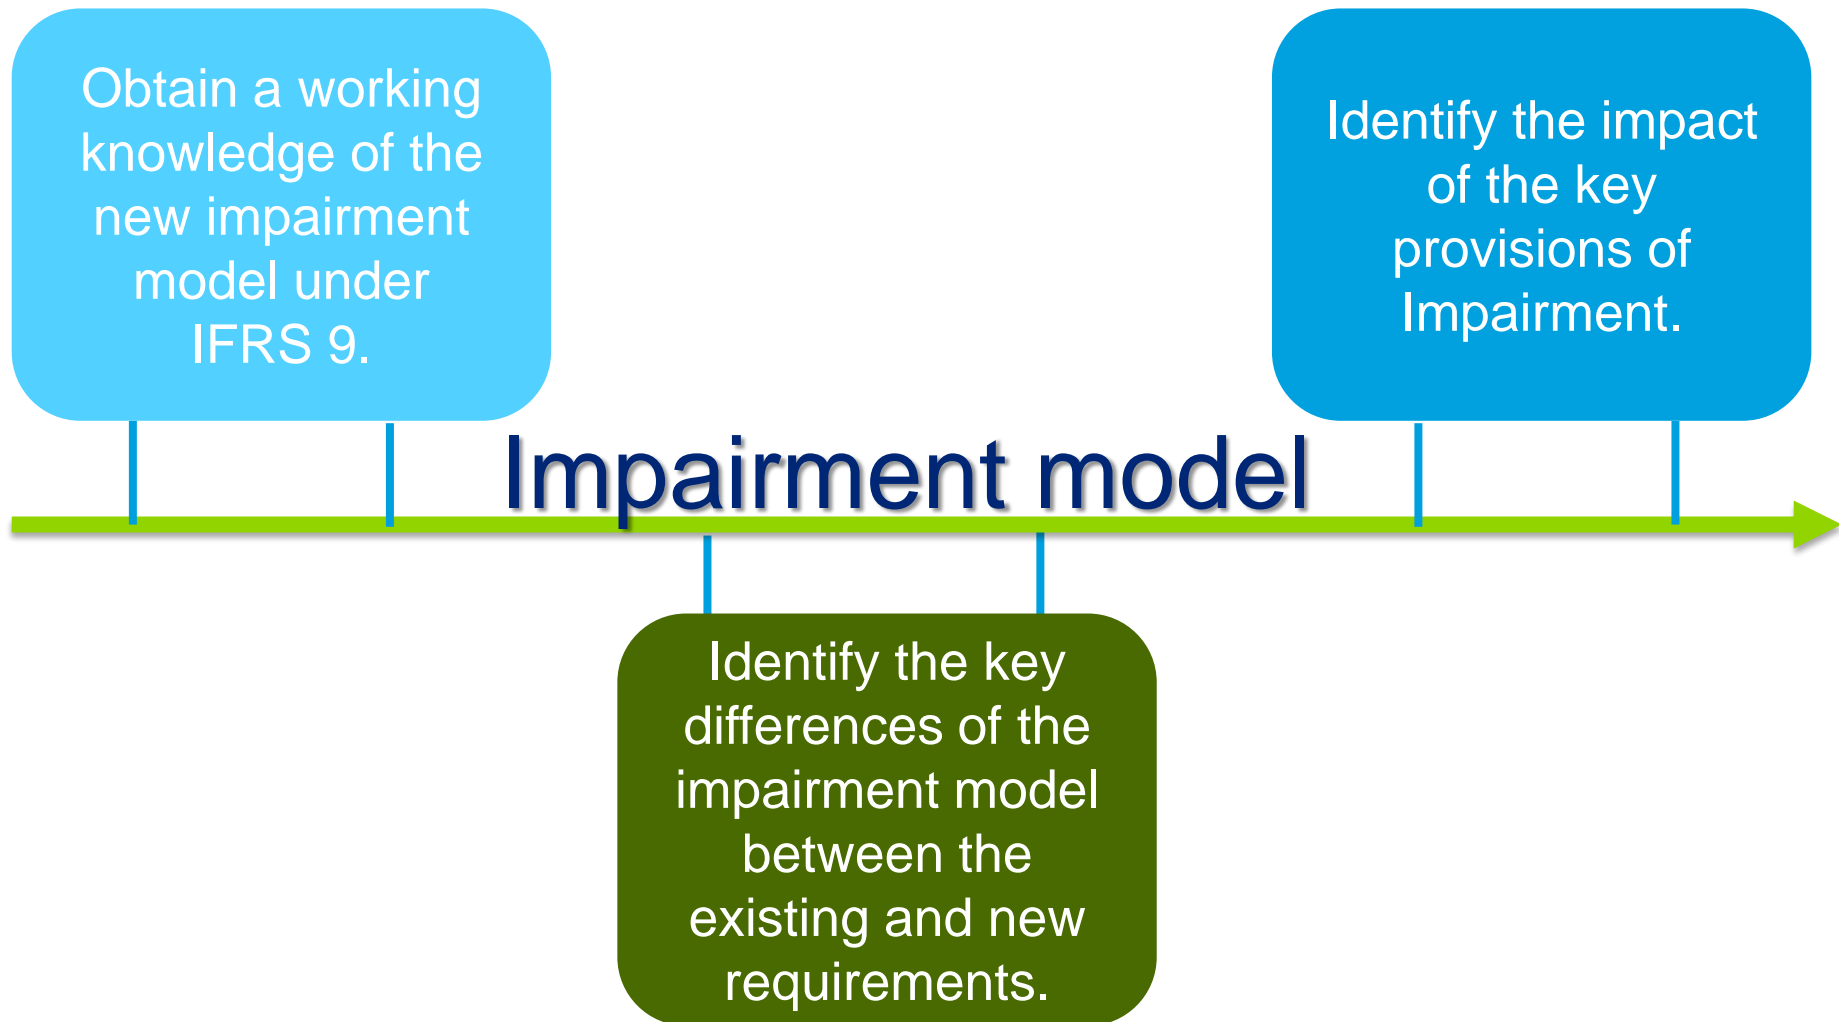 Obtain a working
knowledge of the
new impairment
model under
IFRS 9.
Identify the impact
of the key
provisions of
Impairment.
Impairment model
Identify the key
differences of the
impairment model
between the
existing and new
requirements.